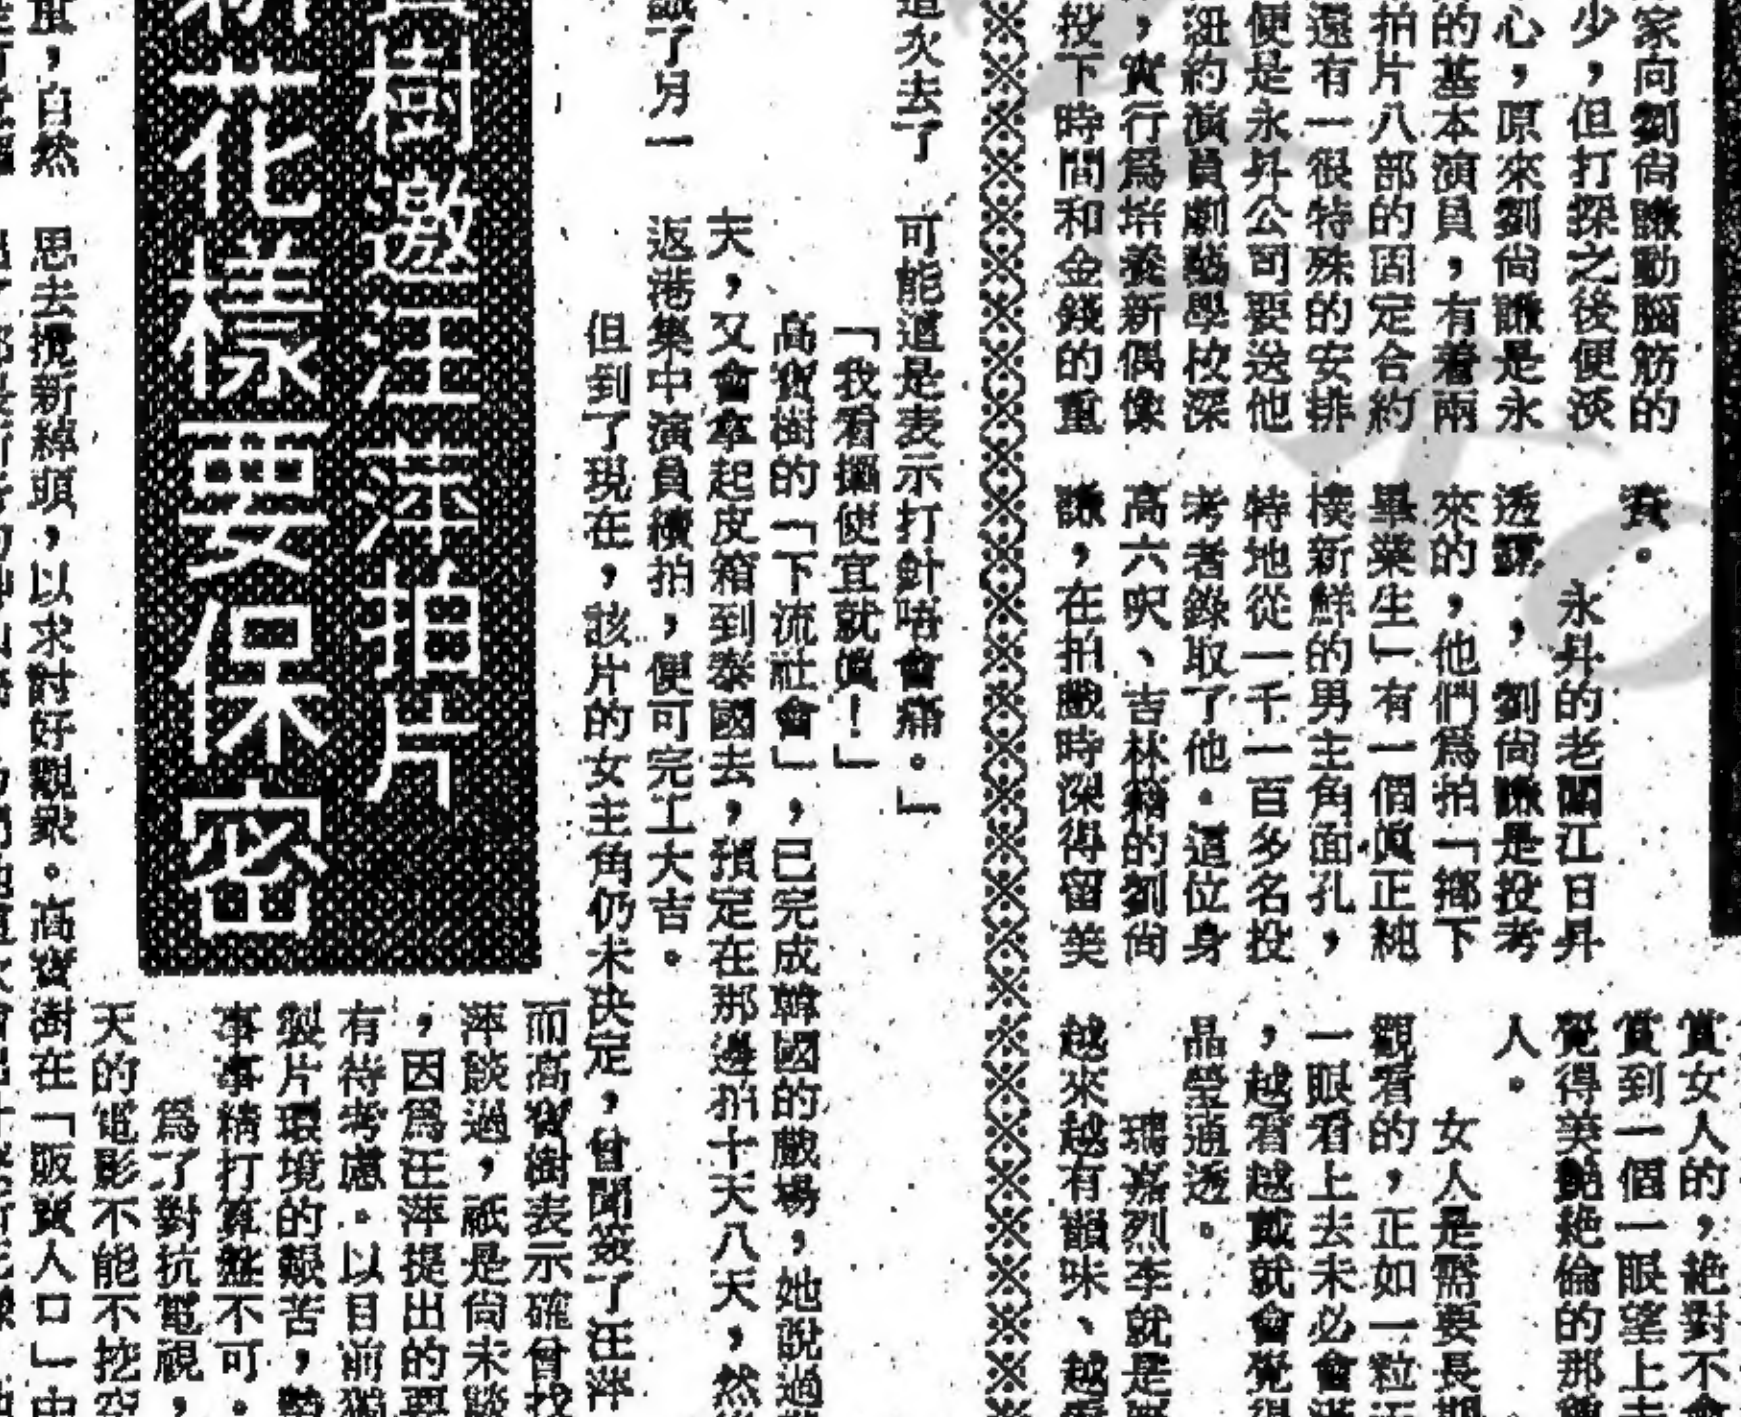 家向劉尙謙動腦筋的
少，但打探之後便淡
心，原來劉尙謙是永
的基本演員，有着兩
拍片八部的固定合約
還有一很特殊的安排
便是永昇公司要送他
紐約演員劇藝學校深
，實行爲培養新偶像
投下時間和金錢的重
資。
永昇的老闆江日昇
透露，劉尙謙是投考
來的，他們爲拍「鄉下
畢業生」有一個眞正純
樸新鮮的男主角面孔，
特地從一千一百多名投
考者錄取了他。這位身
高六呎、吉林籍的劉尙
謙，在拍戲時深得留美
賞女人的，絕對不會
賞到一個一眼望上去
覺得美艷絕倫的那種
人。
女人是需要長期
觀看的，正如一粒
一眼看上去未必會
，越看越戴就會覺得
晶瑩通透。
瑞嘉烈李就是
越來越有韻味、越
這次去了
可能這是表示打針唔會痛。」
「我看攝使宜就眞！」
高寶樹的「下流社會」，已完成韓國的戲場，她說過
天，又會拿起皮箱到泰國去，預定在那邊拍十天八天，然
返港集中演員續拍，便可完工大吉。
但到了現在，該片的女主角仍未決定，曾聞找了汪萍
樹邀汪萍拍片
新花樣要保密
而高寶樹表示確曾找
萍談過，祇是尙未談
，因爲汪萍提出的要
有待考慮。以目前獨
製片環境的艱苦，
事事精打算盤不可。
爲了對抗電視，
天的電影不能不挖空
，自然
思去攪新綽頭，以求討好觀衆。高寶樹在「販賣人口」中